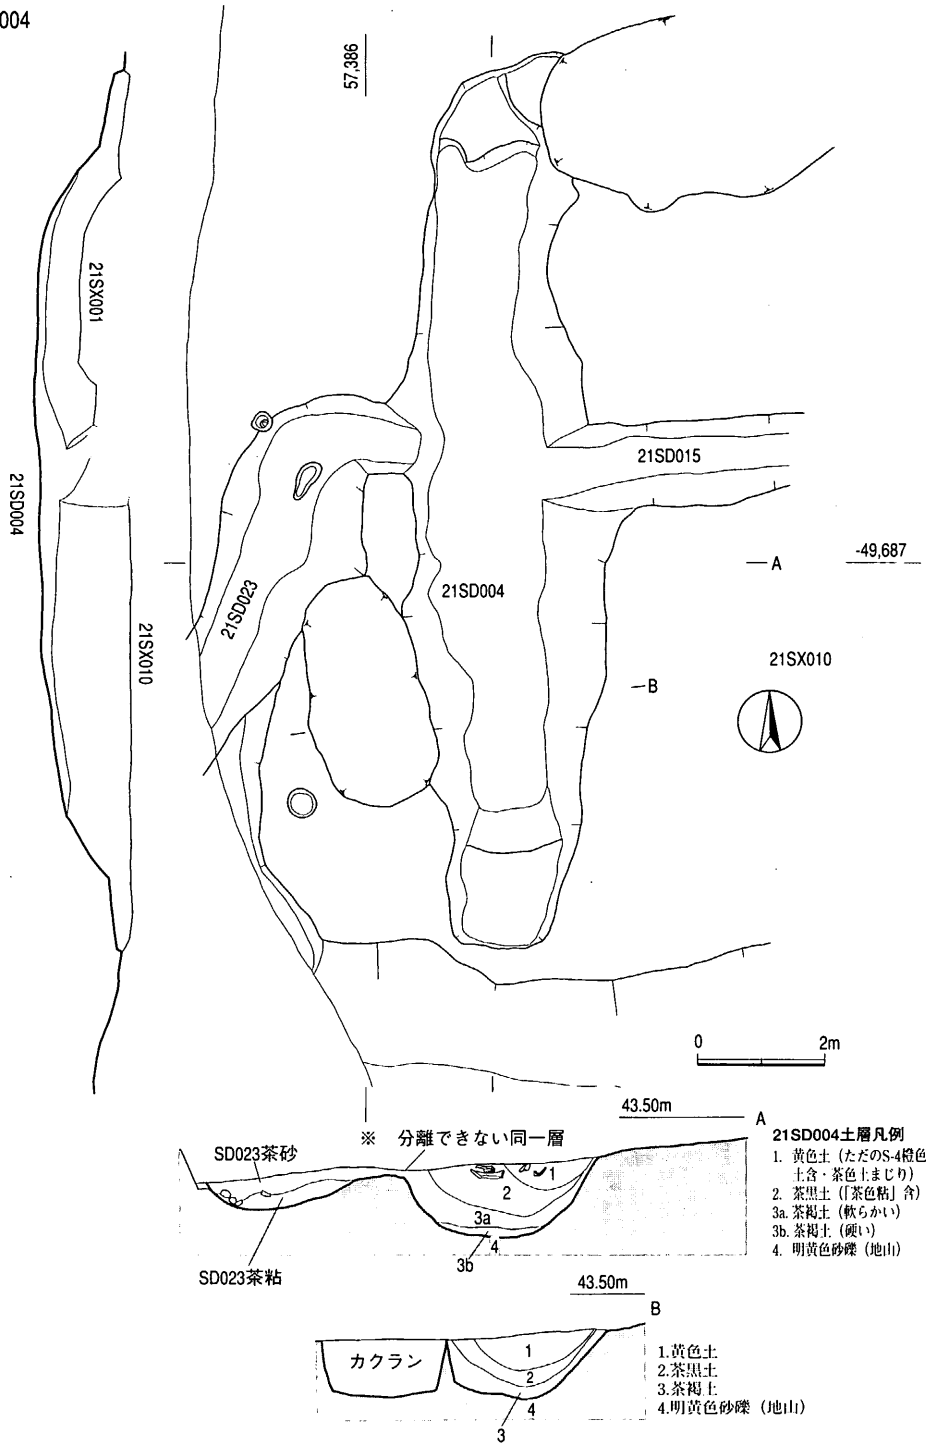 004
57,386
21SX001
21SD004
21SX010
21SD015
21SD023
21SD004
A
-49,687
21SX010
B
0 2m
43.50m
A
※ 分離できない同一層
SD023茶砂
1
2
3a
4
3b
SD023茶粘
21SD004土層凡例
1. 黄色土(ただのS-4橙色
土含・茶色土まじり)
2. 茶黒土(「茶色粘」含)
3a. 茶褐土(軟らかい)
3b. 茶褐土(硬い)
4. 明黄色砂礫(地山)
43.50m
B
カクラン
1
2
4
3
1.黄色土
2.茶黒土
3.茶褐土
4.明黄色砂礫(地山)